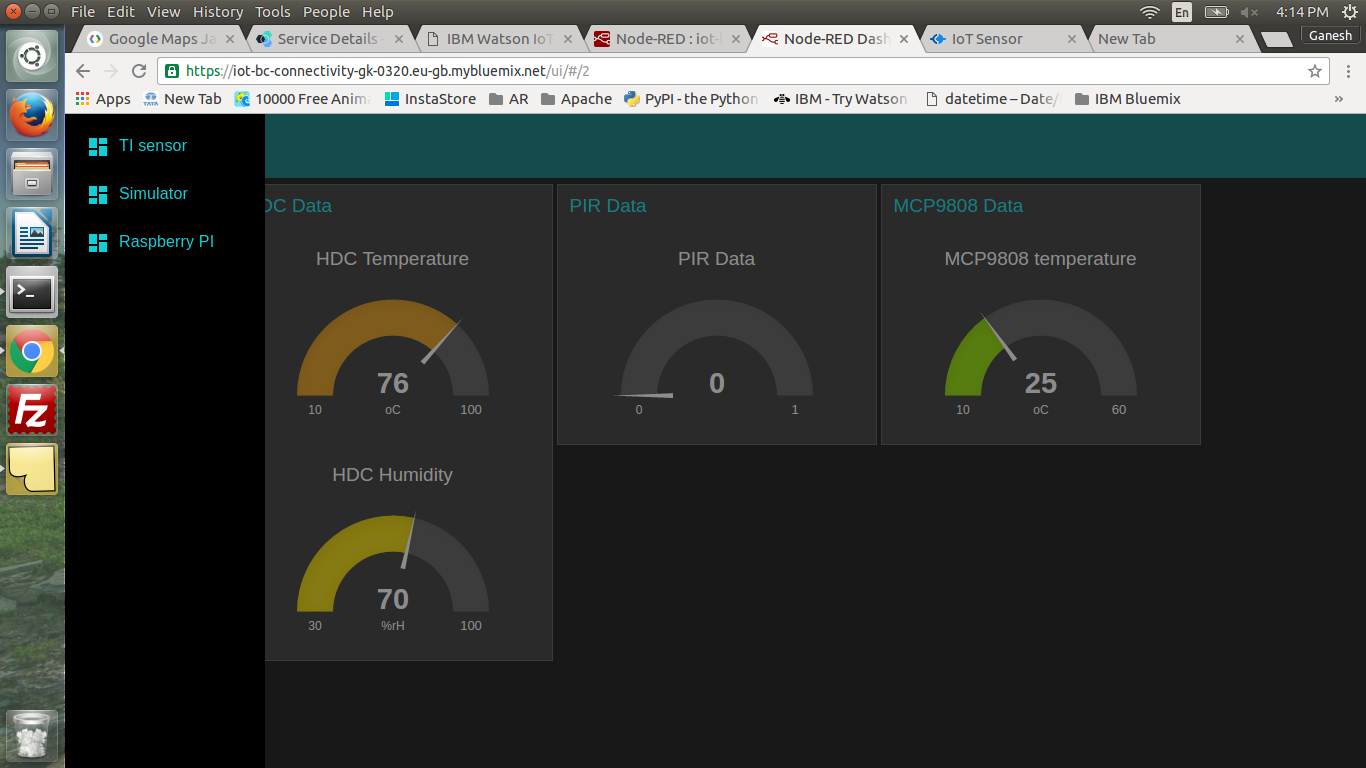 File Edit View History Tools People Help
En
4:14 PM
Google Maps Ja
Service Details -
IBM Watson IoT
Node-RED : iot-
Node-RED Dash
IoT Sensor
New Tab
Ganesh
https://iot-bc-connectivity-gk-0320.eu-gb.mybluemix.net/ui/#/2
Apps
TATA
New Tab
10000 Free Anima
InstaStore
AR
Apache
PyPI - the Python
IBM - Try Watson
datetime – Date/
IBM Bluemix
»
TI sensor
Simulator
Raspberry PI
DC Data
HDC Temperature
76
10 oC 100
HDC Humidity
70
30 %rH 100
PIR Data
PIR Data
0
0 1
MCP9808 Data
MCP9808 temperature
25
10 oC 60
Fz